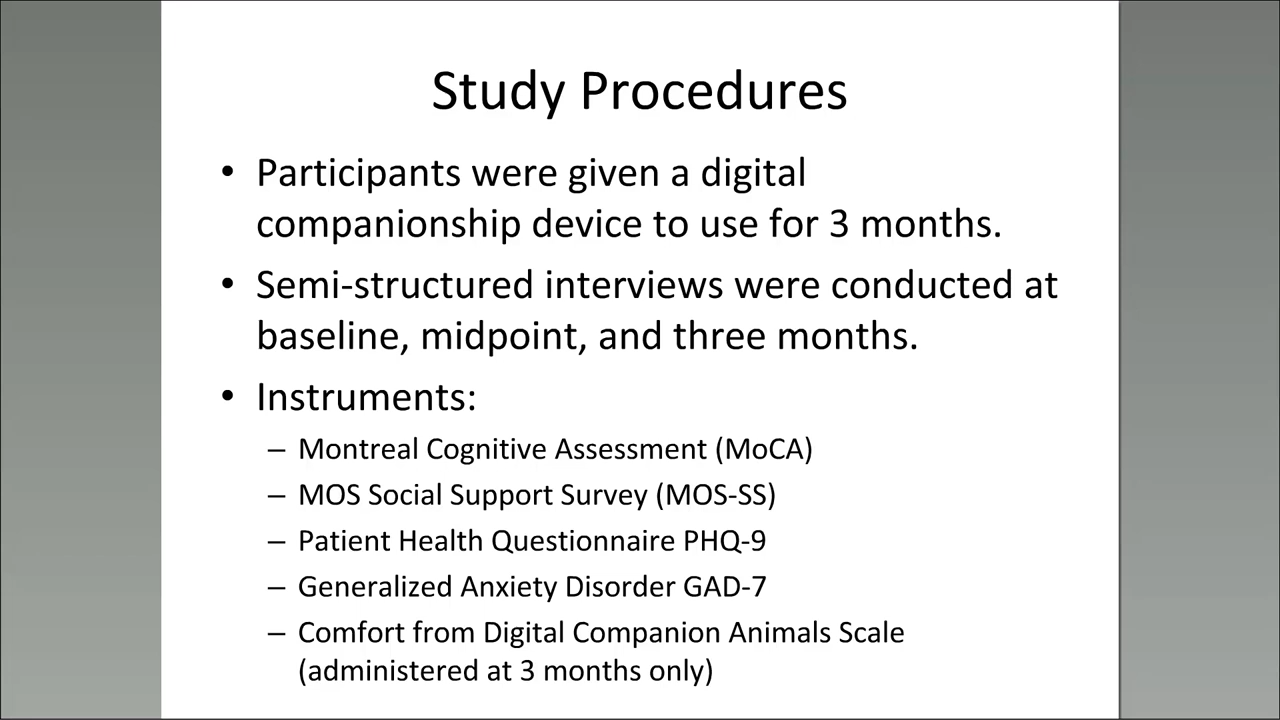 Study Procedures
• Participants were given a digital
companionship device to use for 3 months.
• Semi-structured interviews were conducted at
baseline, midpoint, and three months.
• Instruments:
– Montreal Cognitive Assessment (MoCA)
– MOS Social Support Survey (MOS-SS)
– Patient Health Questionnaire PHQ-9
– Generalized Anxiety Disorder GAD-7
– Comfort from Digital Companion Animals Scale
(administered at 3 months only)